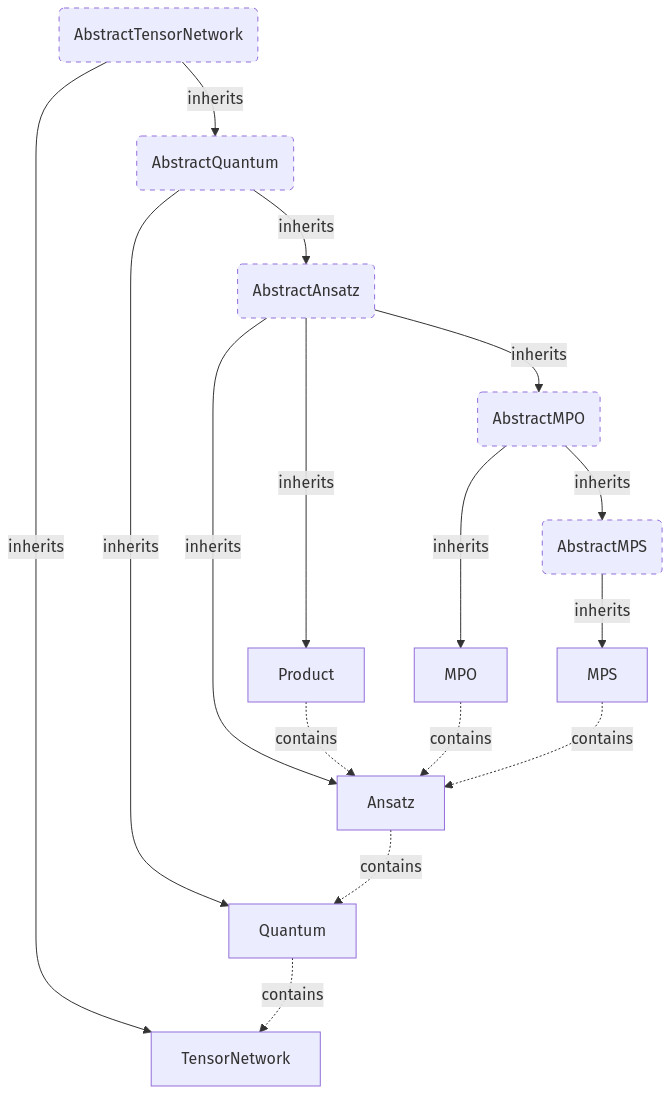 AbstractTensorNetwork
inherits
AbstractQuantum
inherits
AbstractAnsatz
inherits
AbstractMPO
inherits
inherits
AbstractMPS
inherits
inherits
inherits
inherits
inherits
Product
MPO
MPS
contains
contains
contains
Ansatz
contains
Quantum
contains
TensorNetwork